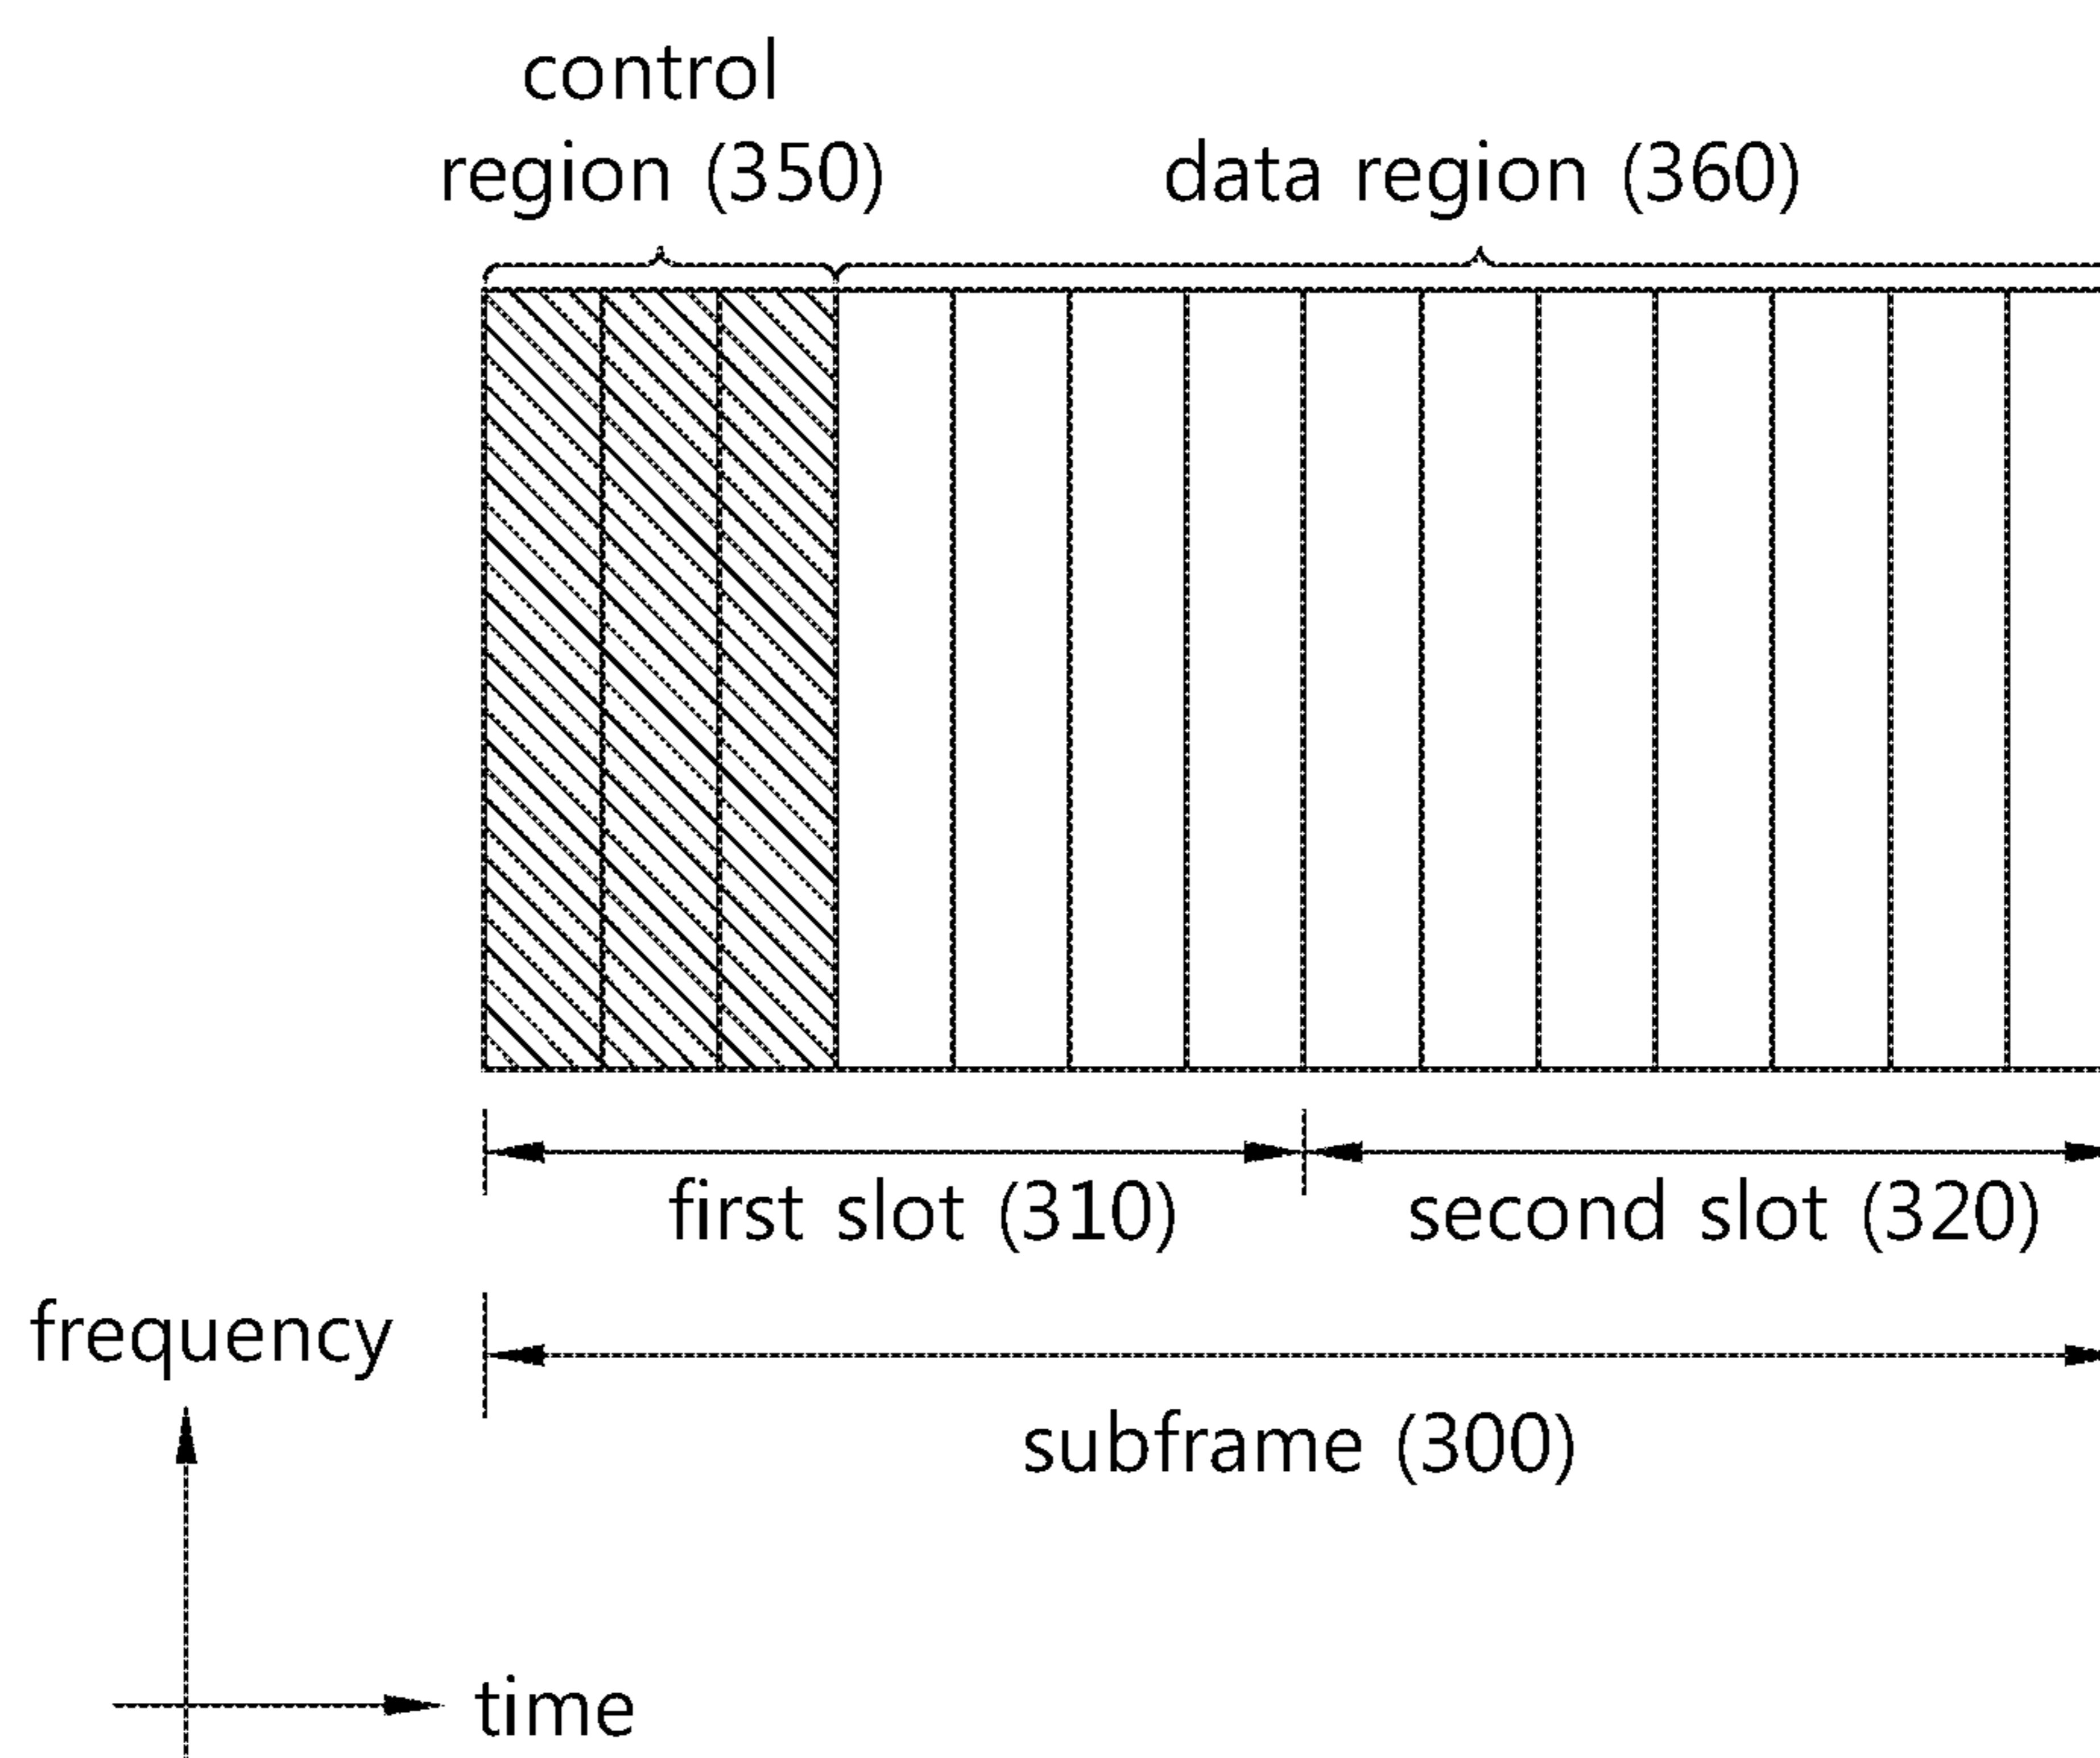 control
region (350)
data region (360)
first slot (310)
second slot (320)
frequency
subframe (300)
time